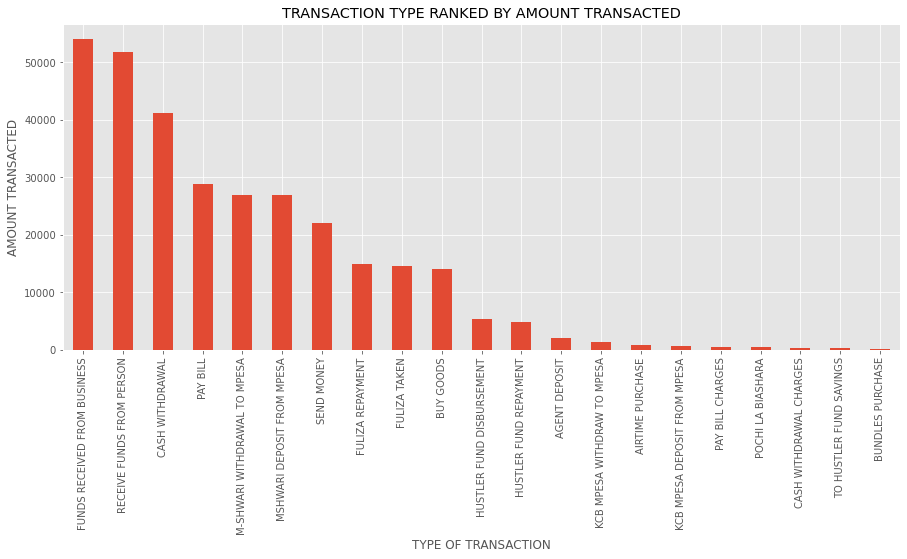 TRANSACTION TYPE RANKED BY AMOUNT TRANSACTED
AMOUNT TRANSACTED
50000
40000
30000
20000
10000
0
FUNDS RECEIVED FROM BUSINESS
RECEIVE FUNDS FROM PERSON
CASH WITHDRAWAL
PAY BILL
M-SHWARI WITHDRAWAL TO MPESA
MSHWARI DEPOSIT FROM MPESA
SEND MONEY
FULIZA REPAYMENT
FULIZA TAKEN
BUY GOODS
HUSTLER FUND DISBURSEMENT
HUSTLER FUND REPAYMENT
AGENT DEPOSIT
KCB MPESA WITHDRAW TO MPESA
AIRTIME PURCHASE
KCB MPESA DEPOSIT FROM MPESA
PAY BILL CHARGES
POCHI LA BIASHARA
CASH WITHDRAWAL CHARGES
TO HUSTLER FUND SAVINGS
BUNDLES PURCHASE
TYPE OF TRANSACTION